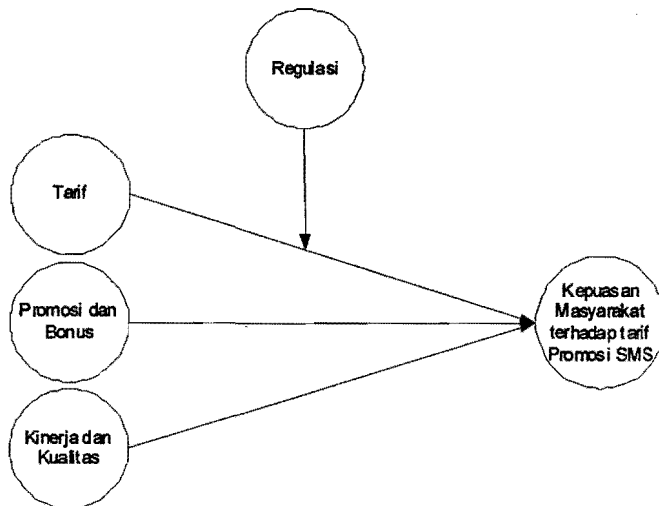 Regulasi
Tarif
Promosi dan
Bonus
Kinerja dan
Kualitas
Kepuasan
Masyarakat
terhadap tarif
Promosi SMS